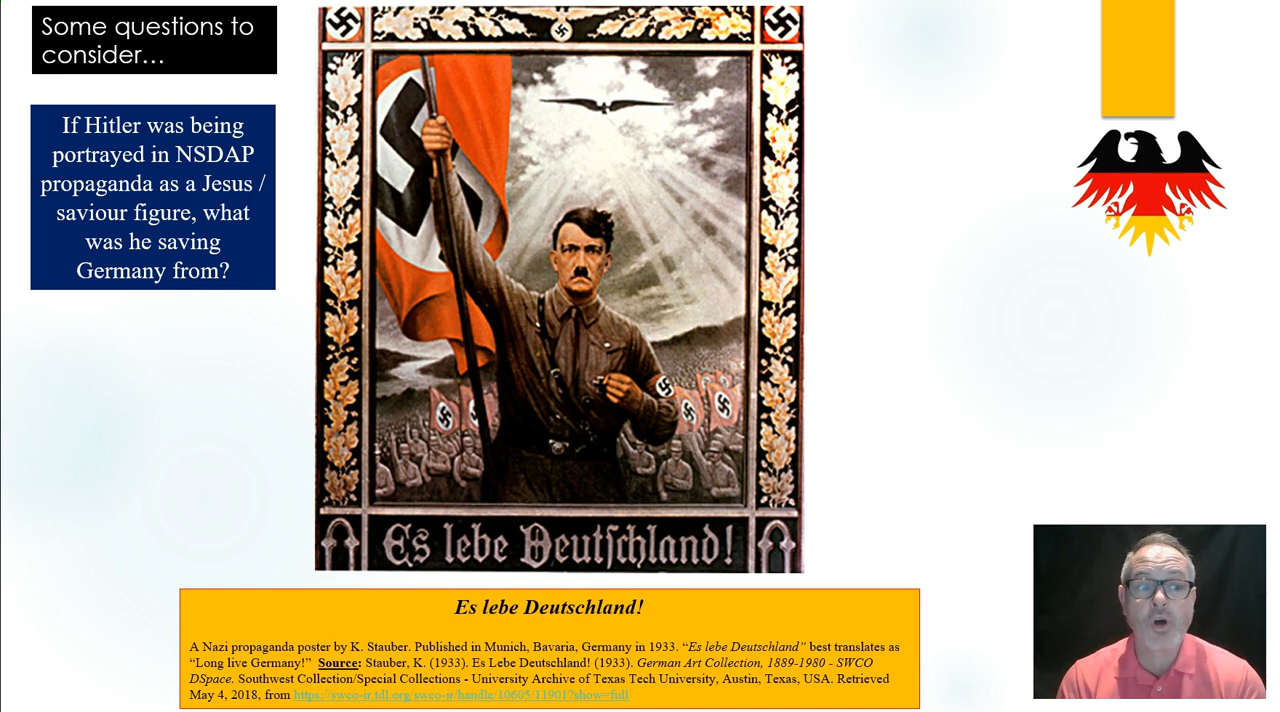 Some questions to
consider…
If Hitler was being
portrayed in NSDAP
propaganda as a Jesus /
saviour figure, what
was he saving
Germany from?
Es lebe Deutschland!
Es lebe Deutschland!
A Nazi propaganda poster by K. Stauber. Published in Munich, Bavaria, Germany in 1933. “Es lebe Deutschland” best translates as
“Long live Germany!” Source: Stauber, K. (1933). Es Lebe Deutschland! (1933). German Art Collection, 1889-1980 - SWCO
DSpace. Southwest Collection/Special Collections - University Archive of Texas Tech University, Austin, Texas, USA. Retrieved
May 4, 2018, from https://swco-ir.tdl.org/swco-ir/handle/10605/11901?show=full